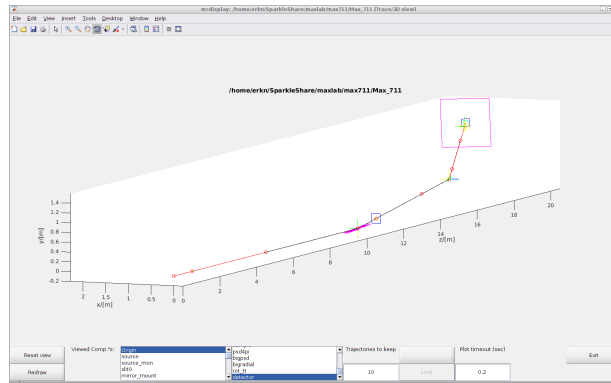 msdisplay: /home/erkn/SparkleShare/maxlab/max711/Max_711 (Trace/3D view)
File Edit View Insert Tools Desktop Window Help
/home/erkn/SparkleShare/maxlab/max711/Max_711
1.4
1.2
1
0.8
0.6
0.4
0.2
0
-0.2
y/[m]
2
1.5
1
0.5
0
x/[m]
0
2
4
6
8
10
12
14
16
18
20
z/[m]
Reset view
Redraw
Viewed Comp.'s:
Origin
source
source_mon
slit0
mirror_mount
psd4pi
bigpsd
bigradial
rot_tt
detector
Trajectories to keep
10
Plot timeout (sec)
0.2
Exit